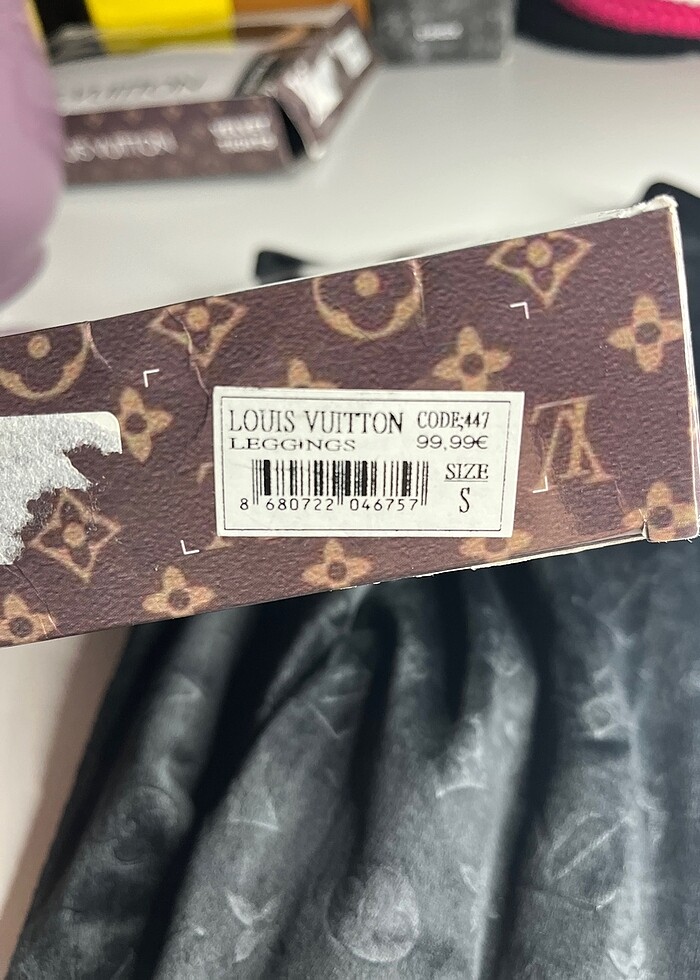 LOUIS VUITTON CODE;447
LEGGINGS 99,99€
SIZE
S
8 680722 046757